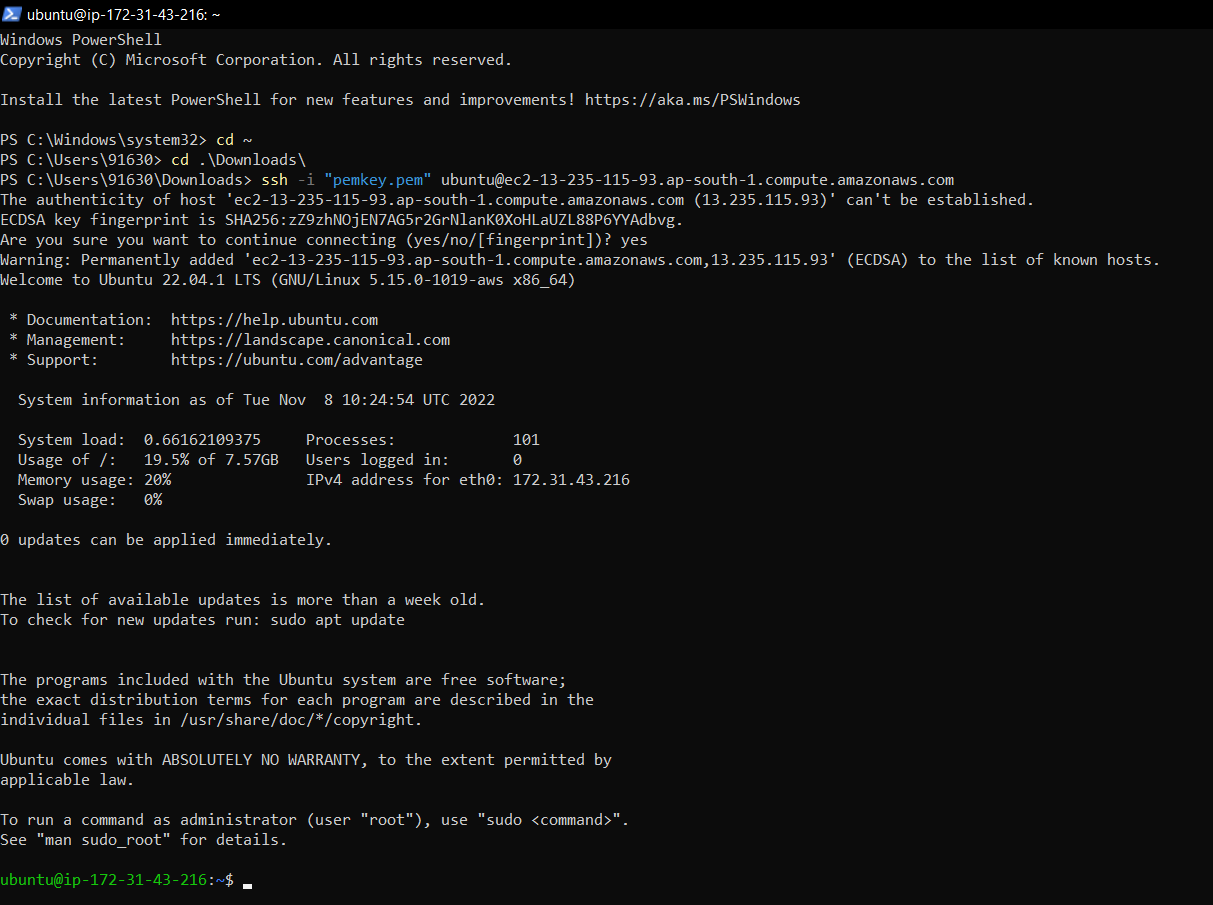 ubuntu@ip-172-31-43-216: ~
Windows PowerShell
Copyright (C) Microsoft Corporation. All rights reserved.
Install the latest PowerShell for new features and improvements! https://aka.ms/PSWindows
PS C:\Windows\system32> cd ~
PS C:\Users\91630> cd .\Downloads\
PS C:\Users\91630\Downloads> ssh -i "pemkey.pem" ubuntu@ec2-13-235-115-93.ap-south-1.compute.amazonaws.com
The authenticity of host 'ec2-13-235-115-93.ap-south-1.compute.amazonaws.com (13.235.115.93)' can't be established.
ECDSA key fingerprint is SHA256:zZ9zhNOjEN7AG5r2GrNlanK0XoHLaUZL88P6YYAdbvg.
Are you sure you want to continue connecting (yes/no/[fingerprint])? yes
Warning: Permanently added 'ec2-13-235-115-93.ap-south-1.compute.amazonaws.com,13.235.115.93' (ECDSA) to the list of known hosts.
Welcome to Ubuntu 22.04.1 LTS (GNU/Linux 5.15.0-1019-aws x86_64)
* Documentation:  https://help.ubuntu.com
* Management:     https://landscape.canonical.com
* Support:        https://ubuntu.com/advantage
System information as of Tue Nov  8 10:24:54 UTC 2022
System load:  0.66162109375     Processes:             101
Usage of /:   19.5% of 7.57GB   Users logged in:       0
Memory usage: 20%               IPv4 address for eth0: 172.31.43.216
Swap usage:   0%
0 updates can be applied immediately.
The list of available updates is more than a week old.
To check for new updates run: sudo apt update
The programs included with the Ubuntu system are free software;
the exact distribution terms for each program are described in the
individual files in /usr/share/doc/*/copyright.
Ubuntu comes with ABSOLUTELY NO WARRANTY, to the extent permitted by
applicable law.
To run a command as administrator (user "root"), use "sudo <command>".
See "man sudo_root" for details.
ubuntu@ip-172-31-43-216:~$